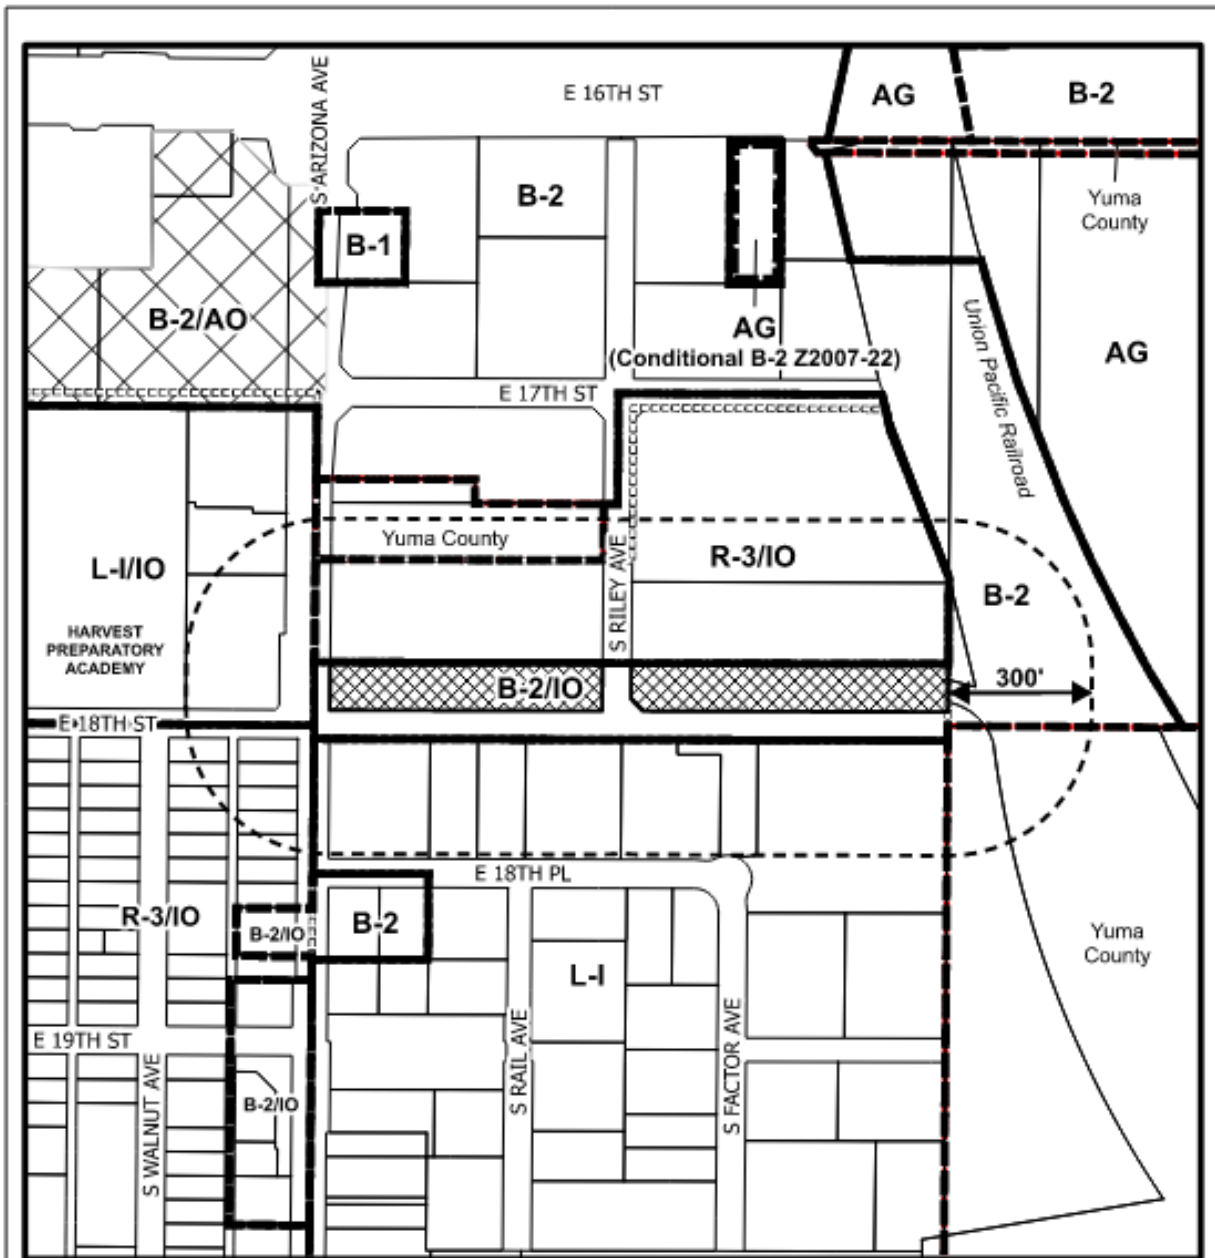 E 16TH ST
S ARIZONA AVE
AG
B-2
Yuma
County
B-2
B-1
B-2/AO
AG
(Conditional B-2 Z2007-22)
Union Pacific Railroad
AG
E 17TH ST
Yuma County
S RILEY AVE
R-3/IO
L-I/IO
HARVEST
PREPARATORY
ACADEMY
B-2
B-2/IO
300'
E 18TH ST
E 18TH PL
R-3/IO
B-2/IO
B-2
Yuma
County
L-I
E 19TH ST
S WALNUT AVE
B-2/IO
S RAIL AVE
S FACTOR AVE